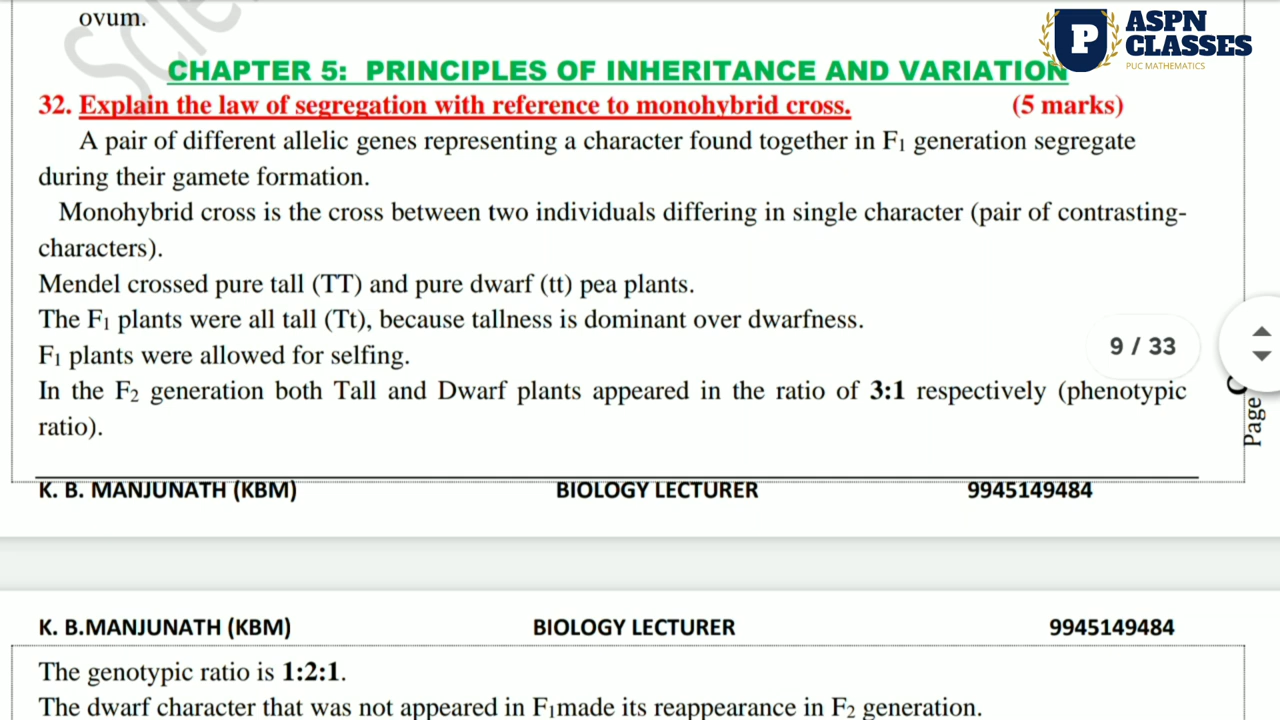 ovum.
ASPN
CLASSES
PUC MATHEMATICS
P
CHAPTER 5: PRINCIPLES OF INHERITANCE AND VARIATION
32. Explain the law of segregation with reference to monohybrid cross. (5 marks)
A pair of different allelic genes representing a character found together in F₁ generation segregate
during their gamete formation.
Monohybrid cross is the cross between two individuals differing in single character (pair of contrasting-
characters).
Mendel crossed pure tall (TT) and pure dwarf (tt) pea plants.
The F₁ plants were all tall (Tt), because tallness is dominant over dwarfness.
F₁ plants were allowed for selfing.
9 / 33
In the F₂ generation both Tall and Dwarf plants appeared in the ratio of 3:1 respectively (phenotypic
ratio).
Page
K. B. MANJUNATH (KBM) BIOLOGY LECTURER 9945149484
K. B.MANJUNATH (KBM) BIOLOGY LECTURER 9945149484
The genotypic ratio is 1:2:1.
The dwarf character that was not appeared in F₁made its reappearance in F₂ generation.